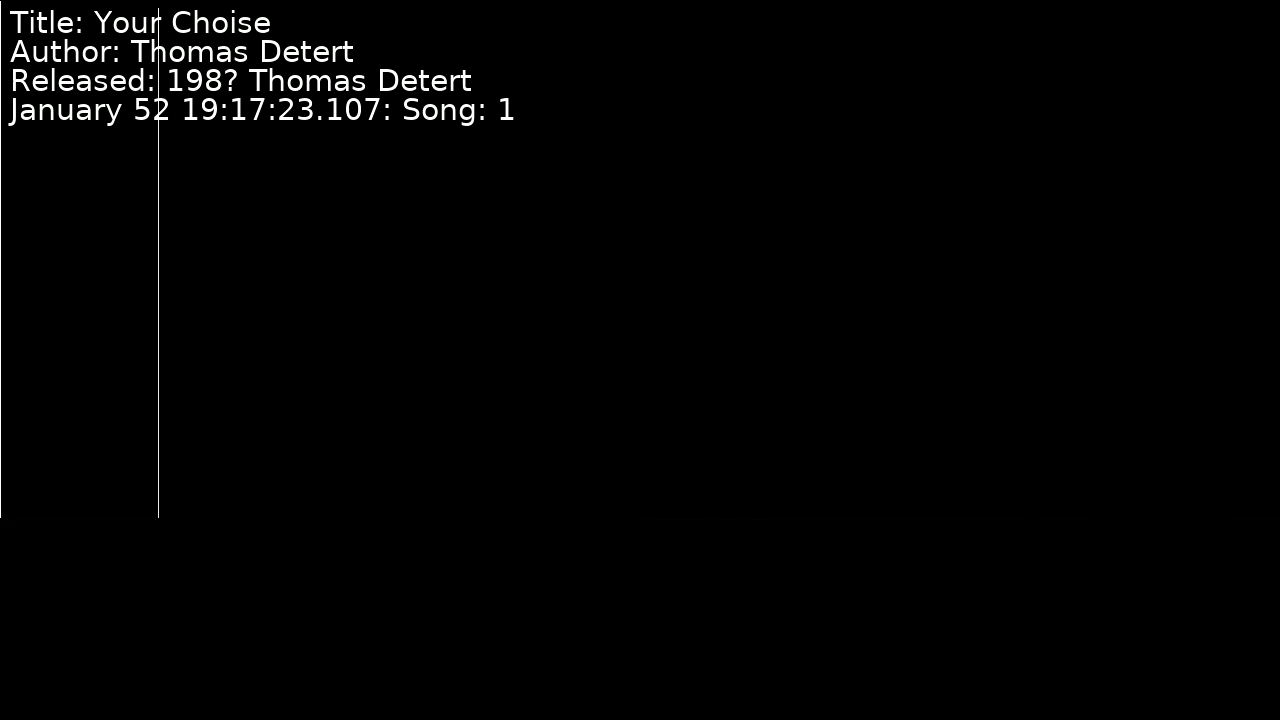 Title: Your Choise
Author: Thomas Detert
Released: 198? Thomas Detert
January 52 19:17:23.107: Song: 1